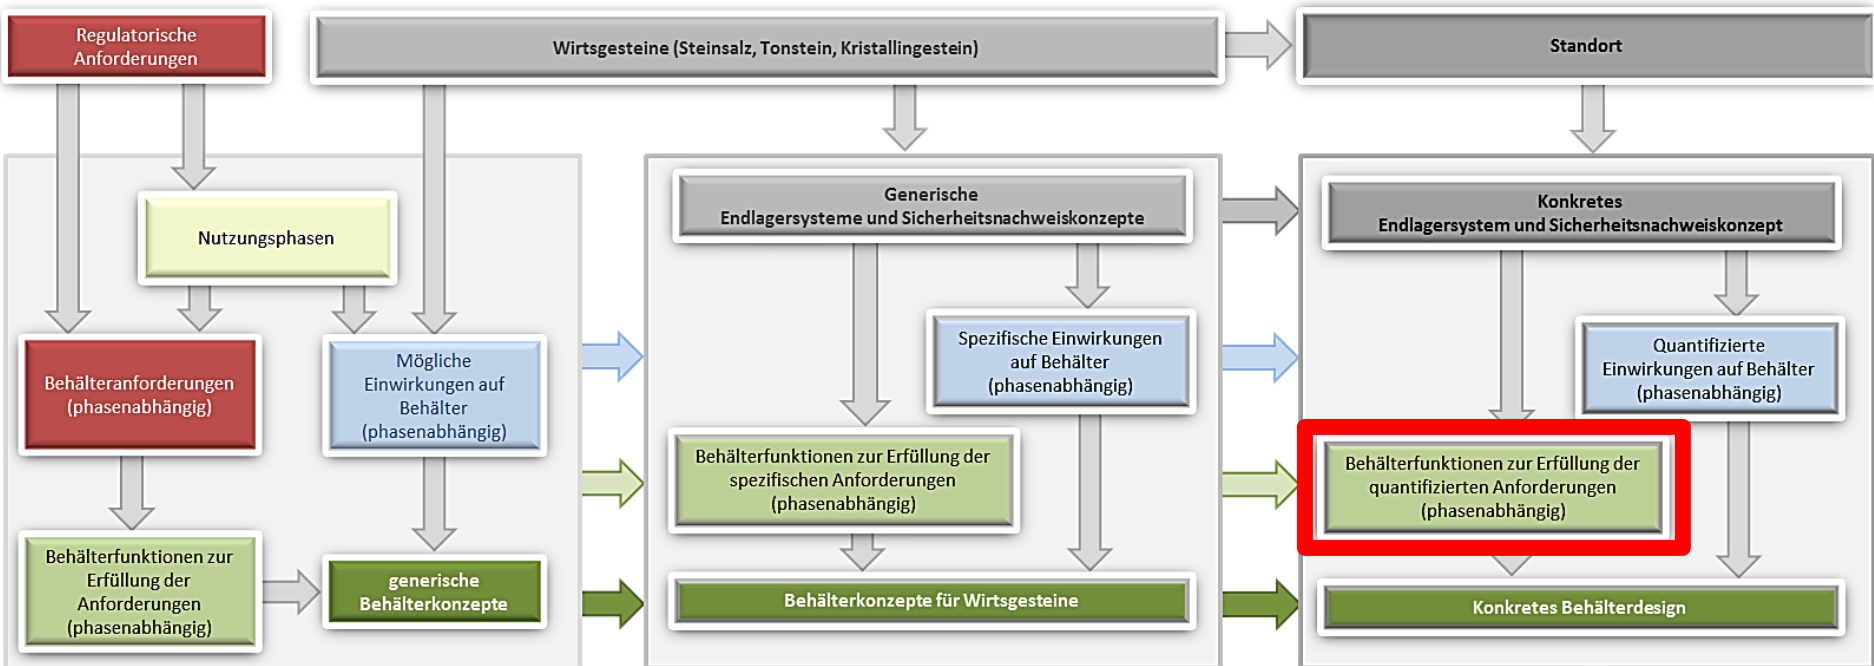 Regulatorische
Anforderungen
Wirtsgesteine (Steinsalz, Tonstein, Kristallingestein)
Standort
Nutzungsphasen
Behälteranforderungen
(phasenabhängig)
Mögliche
Einwirkungen auf
Behälter
(phasenabhängig)
Behälterfunktionen zur
Erfüllung der
Anforderungen
(phasenabhängig)
generische
Behälterkonzepte
Generische
Endlagersysteme und Sicherheitsnachweiskonzepte
Spezifische Einwirkungen
auf Behälter
(phasenabhängig)
Behälterfunktionen zur Erfüllung der
spezifischen Anforderungen
(phasenabhängig)
Behälterkonzepte für Wirtsgesteine
Konkretes
Endlagersystem und Sicherheitsnachweiskonzept
Quantifizierte
Einwirkungen auf Behälter
(phasenabhängig)
Behälterfunktionen zur Erfüllung der
quantifizierten Anforderungen
(phasenabhängig)
Konkretes Behälterdesign